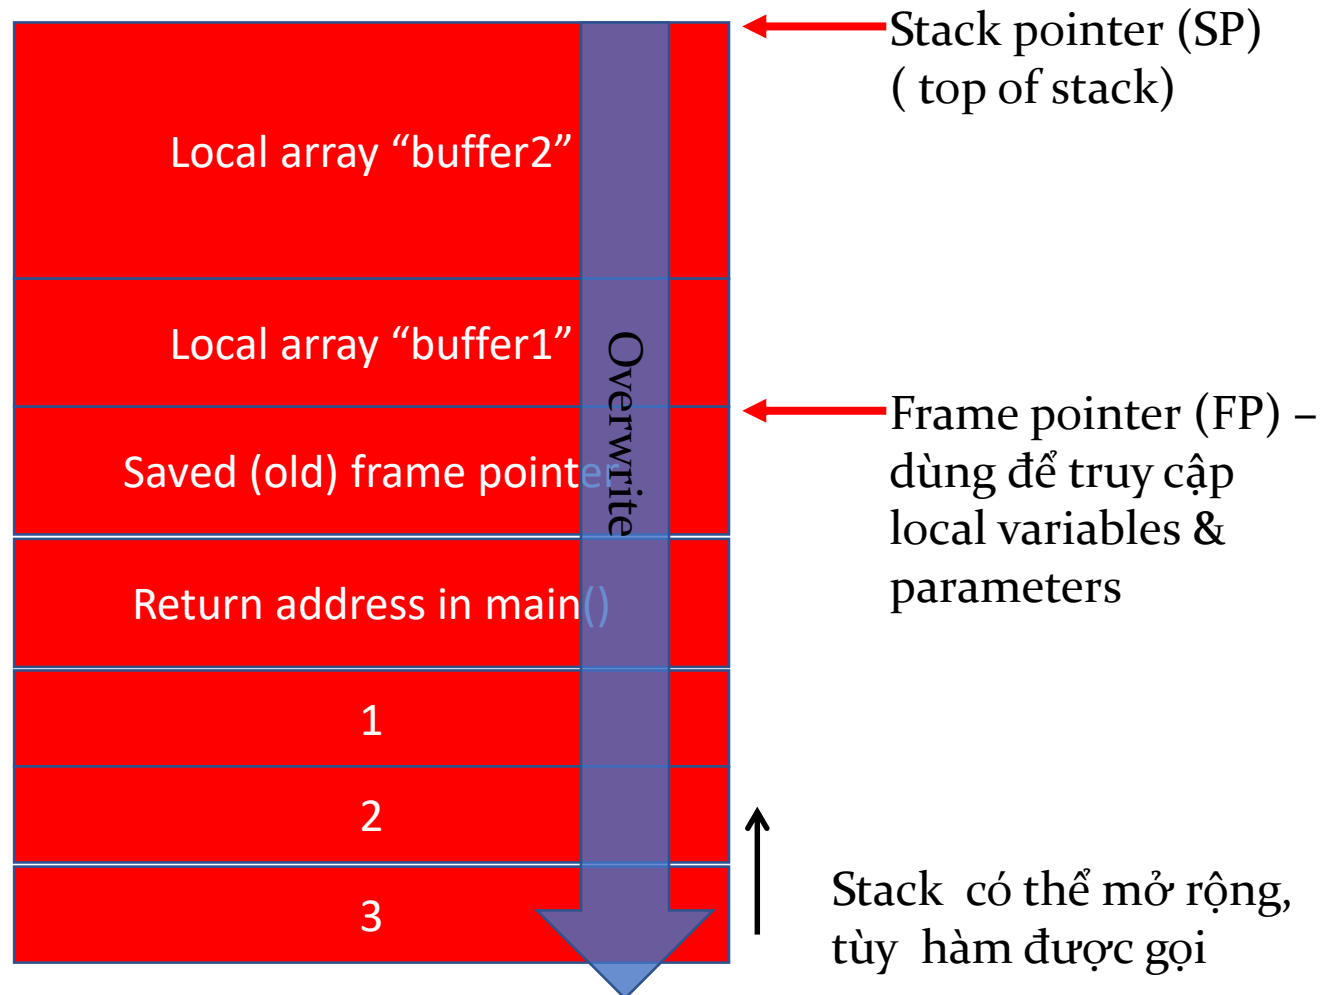 Stack pointer (SP)
( top of stack)
Local array “buffer2”
Local array “buffer1”
Overwrite
Frame pointer (FP) –
dùng để truy cập
local variables &
parameters
Saved (old) frame pointer
Return address in main()
1
2
3
Stack có thể mở rộng,
tùy hàm được gọi